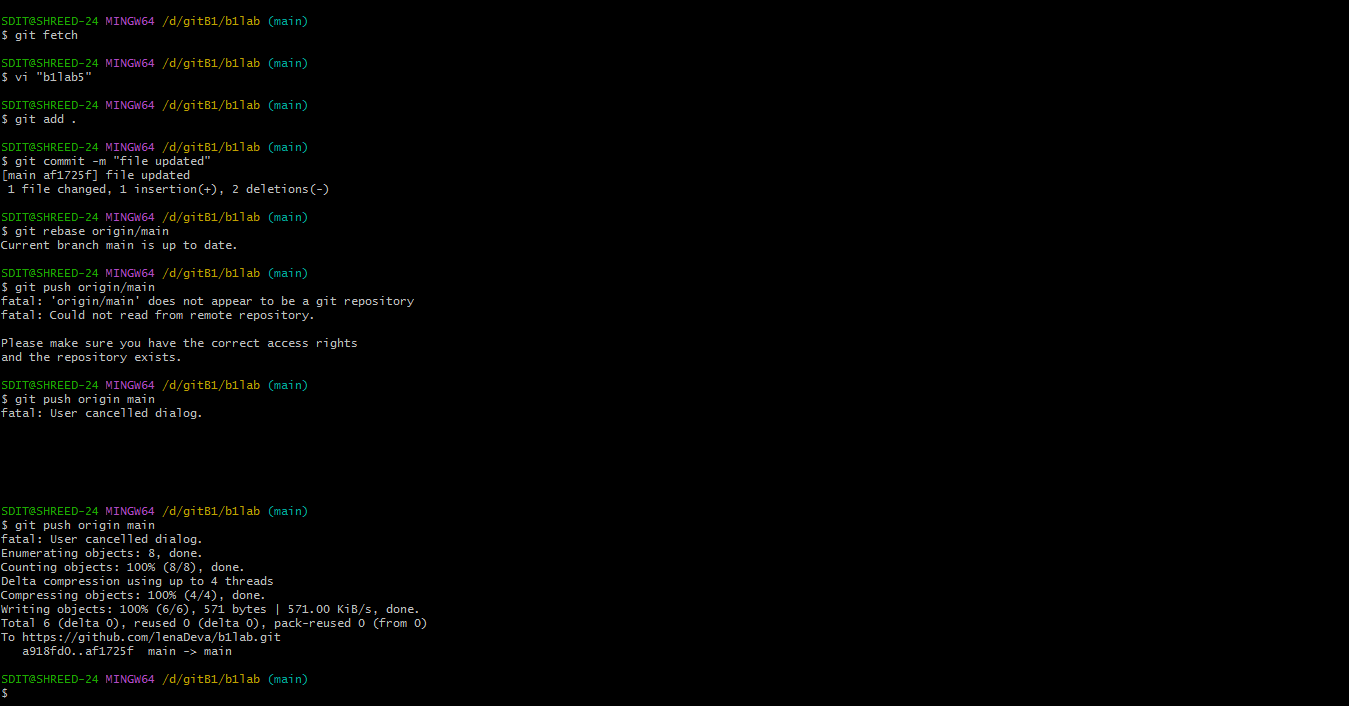 SDIT@SHREED-24 MINGW64 /d/gitB1/b1lab (main)
$ git fetch
SDIT@SHREED-24 MINGW64 /d/gitB1/b1lab (main)
$ vi "b1lab5"
SDIT@SHREED-24 MINGW64 /d/gitB1/b1lab (main)
$ git add .
SDIT@SHREED-24 MINGW64 /d/gitB1/b1lab (main)
$ git commit -m "file updated"
[main af1725f] file updated
 1 file changed, 1 insertion(+), 2 deletions(-)
SDIT@SHREED-24 MINGW64 /d/gitB1/b1lab (main)
$ git rebase origin/main
Current branch main is up to date.
SDIT@SHREED-24 MINGW64 /d/gitB1/b1lab (main)
$ git push origin/main
fatal: 'origin/main' does not appear to be a git repository
fatal: Could not read from remote repository.
Please make sure you have the correct access rights
and the repository exists.
SDIT@SHREED-24 MINGW64 /d/gitB1/b1lab (main)
$ git push origin main
fatal: User cancelled dialog.
SDIT@SHREED-24 MINGW64 /d/gitB1/b1lab (main)
$ git push origin main
fatal: User cancelled dialog.
Enumerating objects: 8, done.
Counting objects: 100% (8/8), done.
Delta compression using up to 4 threads
Compressing objects: 100% (4/4), done.
Writing objects: 100% (6/6), 571 bytes | 571.00 KiB/s, done.
Total 6 (delta 0), reused 0 (delta 0), pack-reused 0 (from 0)
To https://github.com/lenaDeva/b1lab.git
   a918fd0..af1725f  main -> main
SDIT@SHREED-24 MINGW64 /d/gitB1/b1lab (main)
$